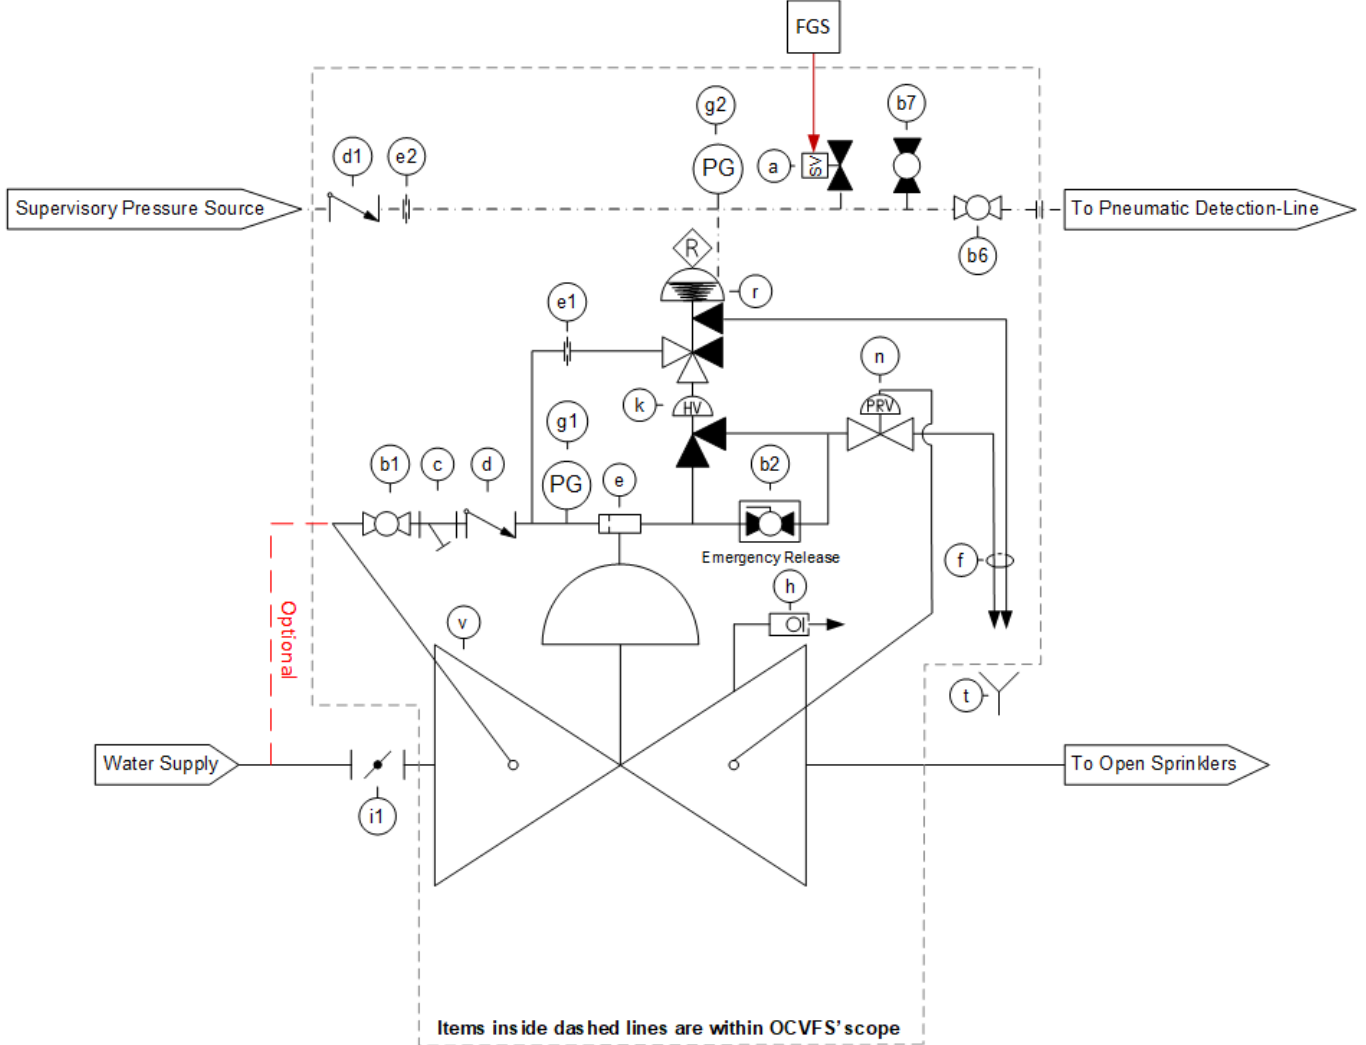 FGS
g2
b7
d1
e2
PG
a
SV
Supervisory Pressure Source
To Pneumatic Detection-Line
b6
R
r
e1
n
k
HV
PRV
g1
b1
c
d
PG
e
b2
Emergency Release
f
h
Optional
v
t
Water Supply
To Open Sprinklers
i1
Items inside dashed lines are within OCVFS' scope